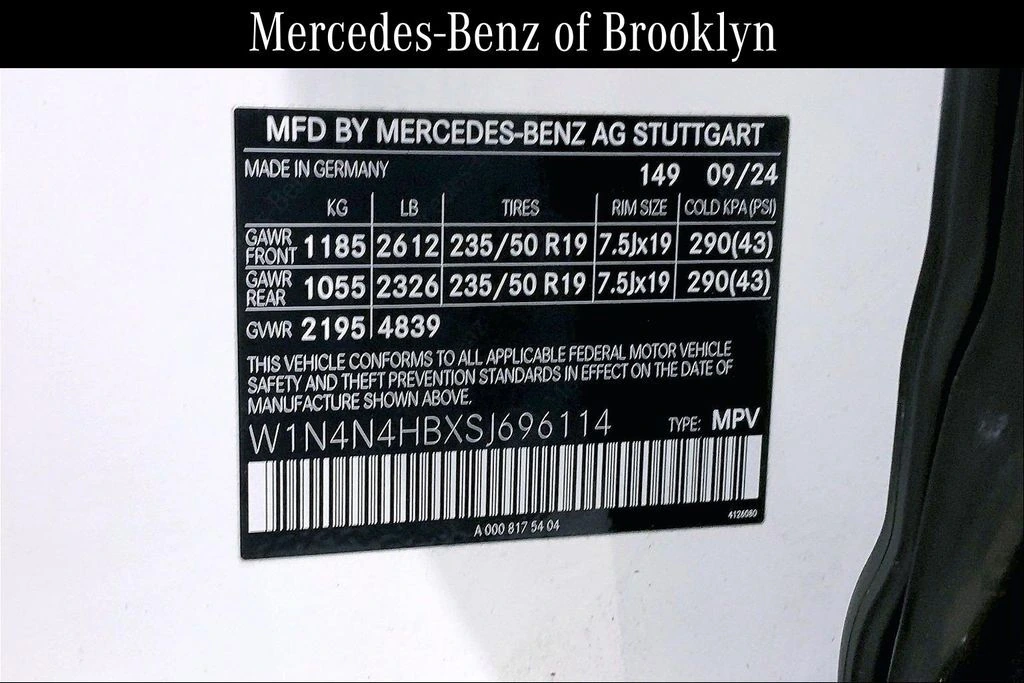 Mercedes-Benz of Brooklyn
MFD BY MERCEDES-BENZ AG STUTTGART
MADE IN GERMANY 149 09/24
KG LB TIRES RIM SIZE COLD KPA (PSI)
GAWR FRONT 1185 2612 235/50 R19 7.5Jx19 290(43)
GAWR REAR 1055 2326 235/50 R19 7.5Jx19 290(43)
GVWR 2195 4839
THIS VEHICLE CONFORMS TO ALL APPLICABLE FEDERAL MOTOR VEHICLE
SAFETY AND THEFT PREVENTION STANDARDS IN EFFECT ON THE DATE OF
MANUFACTURE SHOWN ABOVE.
W1N4N4HBXSJ696114 TYPE: MPV
A 000 817 54 04 4126080